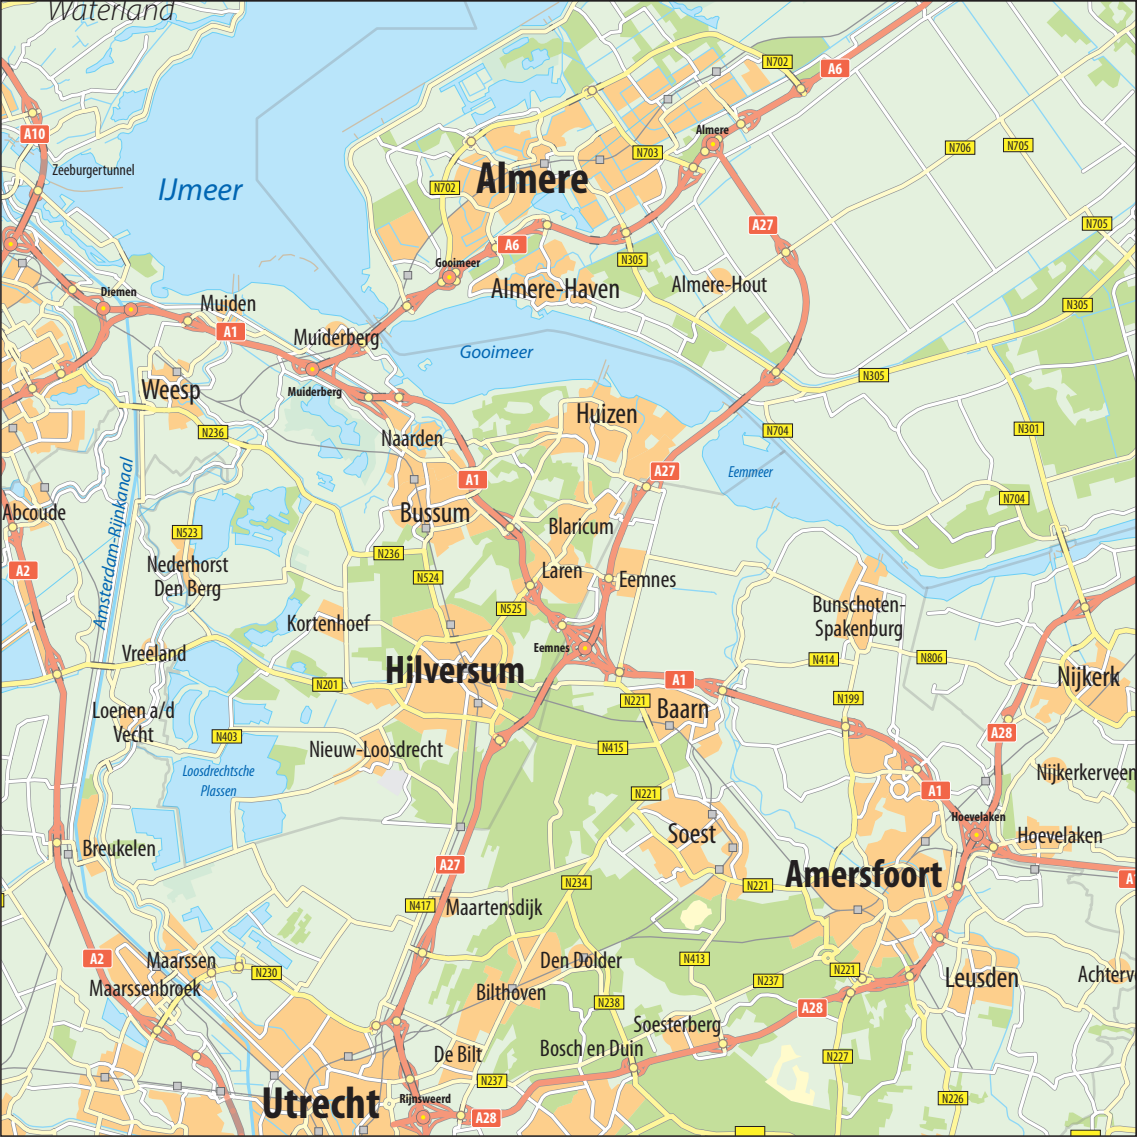 Waterland
N702
A6
A10
Almere
N706
N705
N703
Zeeburgertunnel
IJmeer
N702
Almere
A27
N705
A6
N305
Gooimeer
Almere-Haven
Almere-Hout
Diemen
Muiden
N305
A1
Muiderberg
Gooimeer
N305
Weesp
Muiderberg
Huizen
N236
Naarden
N704
N301
A27
Eemmeer
A1
N704
Amsterdam-Rijnkanaal
Abcoude
Bussum
Blaricum
N523
N236
Nederhorst
Den Berg
A2
N524
Laren
Eemnes
N525
Bunschoten-
Spakenburg
Kortenhoef
Vreeland
Eemnes
N414
N806
Hilversum
A1
Nijkerk
N201
N221
N199
Baarn
Loenen a/d
Vecht
N403
A28
Nieuw-Loosdrecht
N415
Loosdrechtsche
Plassen
Nijkerkerveen
N221
A1
Hoevelaken
Soest
Hoevelaken
Breukelen
A27
Amersfoort
N234
N221
N417
Maartensdijk
A2
Maarssen
N230
Den Dolder
N413
N221
N237
Leusden
Achterv
Maarssenbroek
Bilthoven
N238
A28
Soesterberg
De Bilt
Bosch en Duin
N227
N237
Utrecht
Rijnsweerd
A28
N226